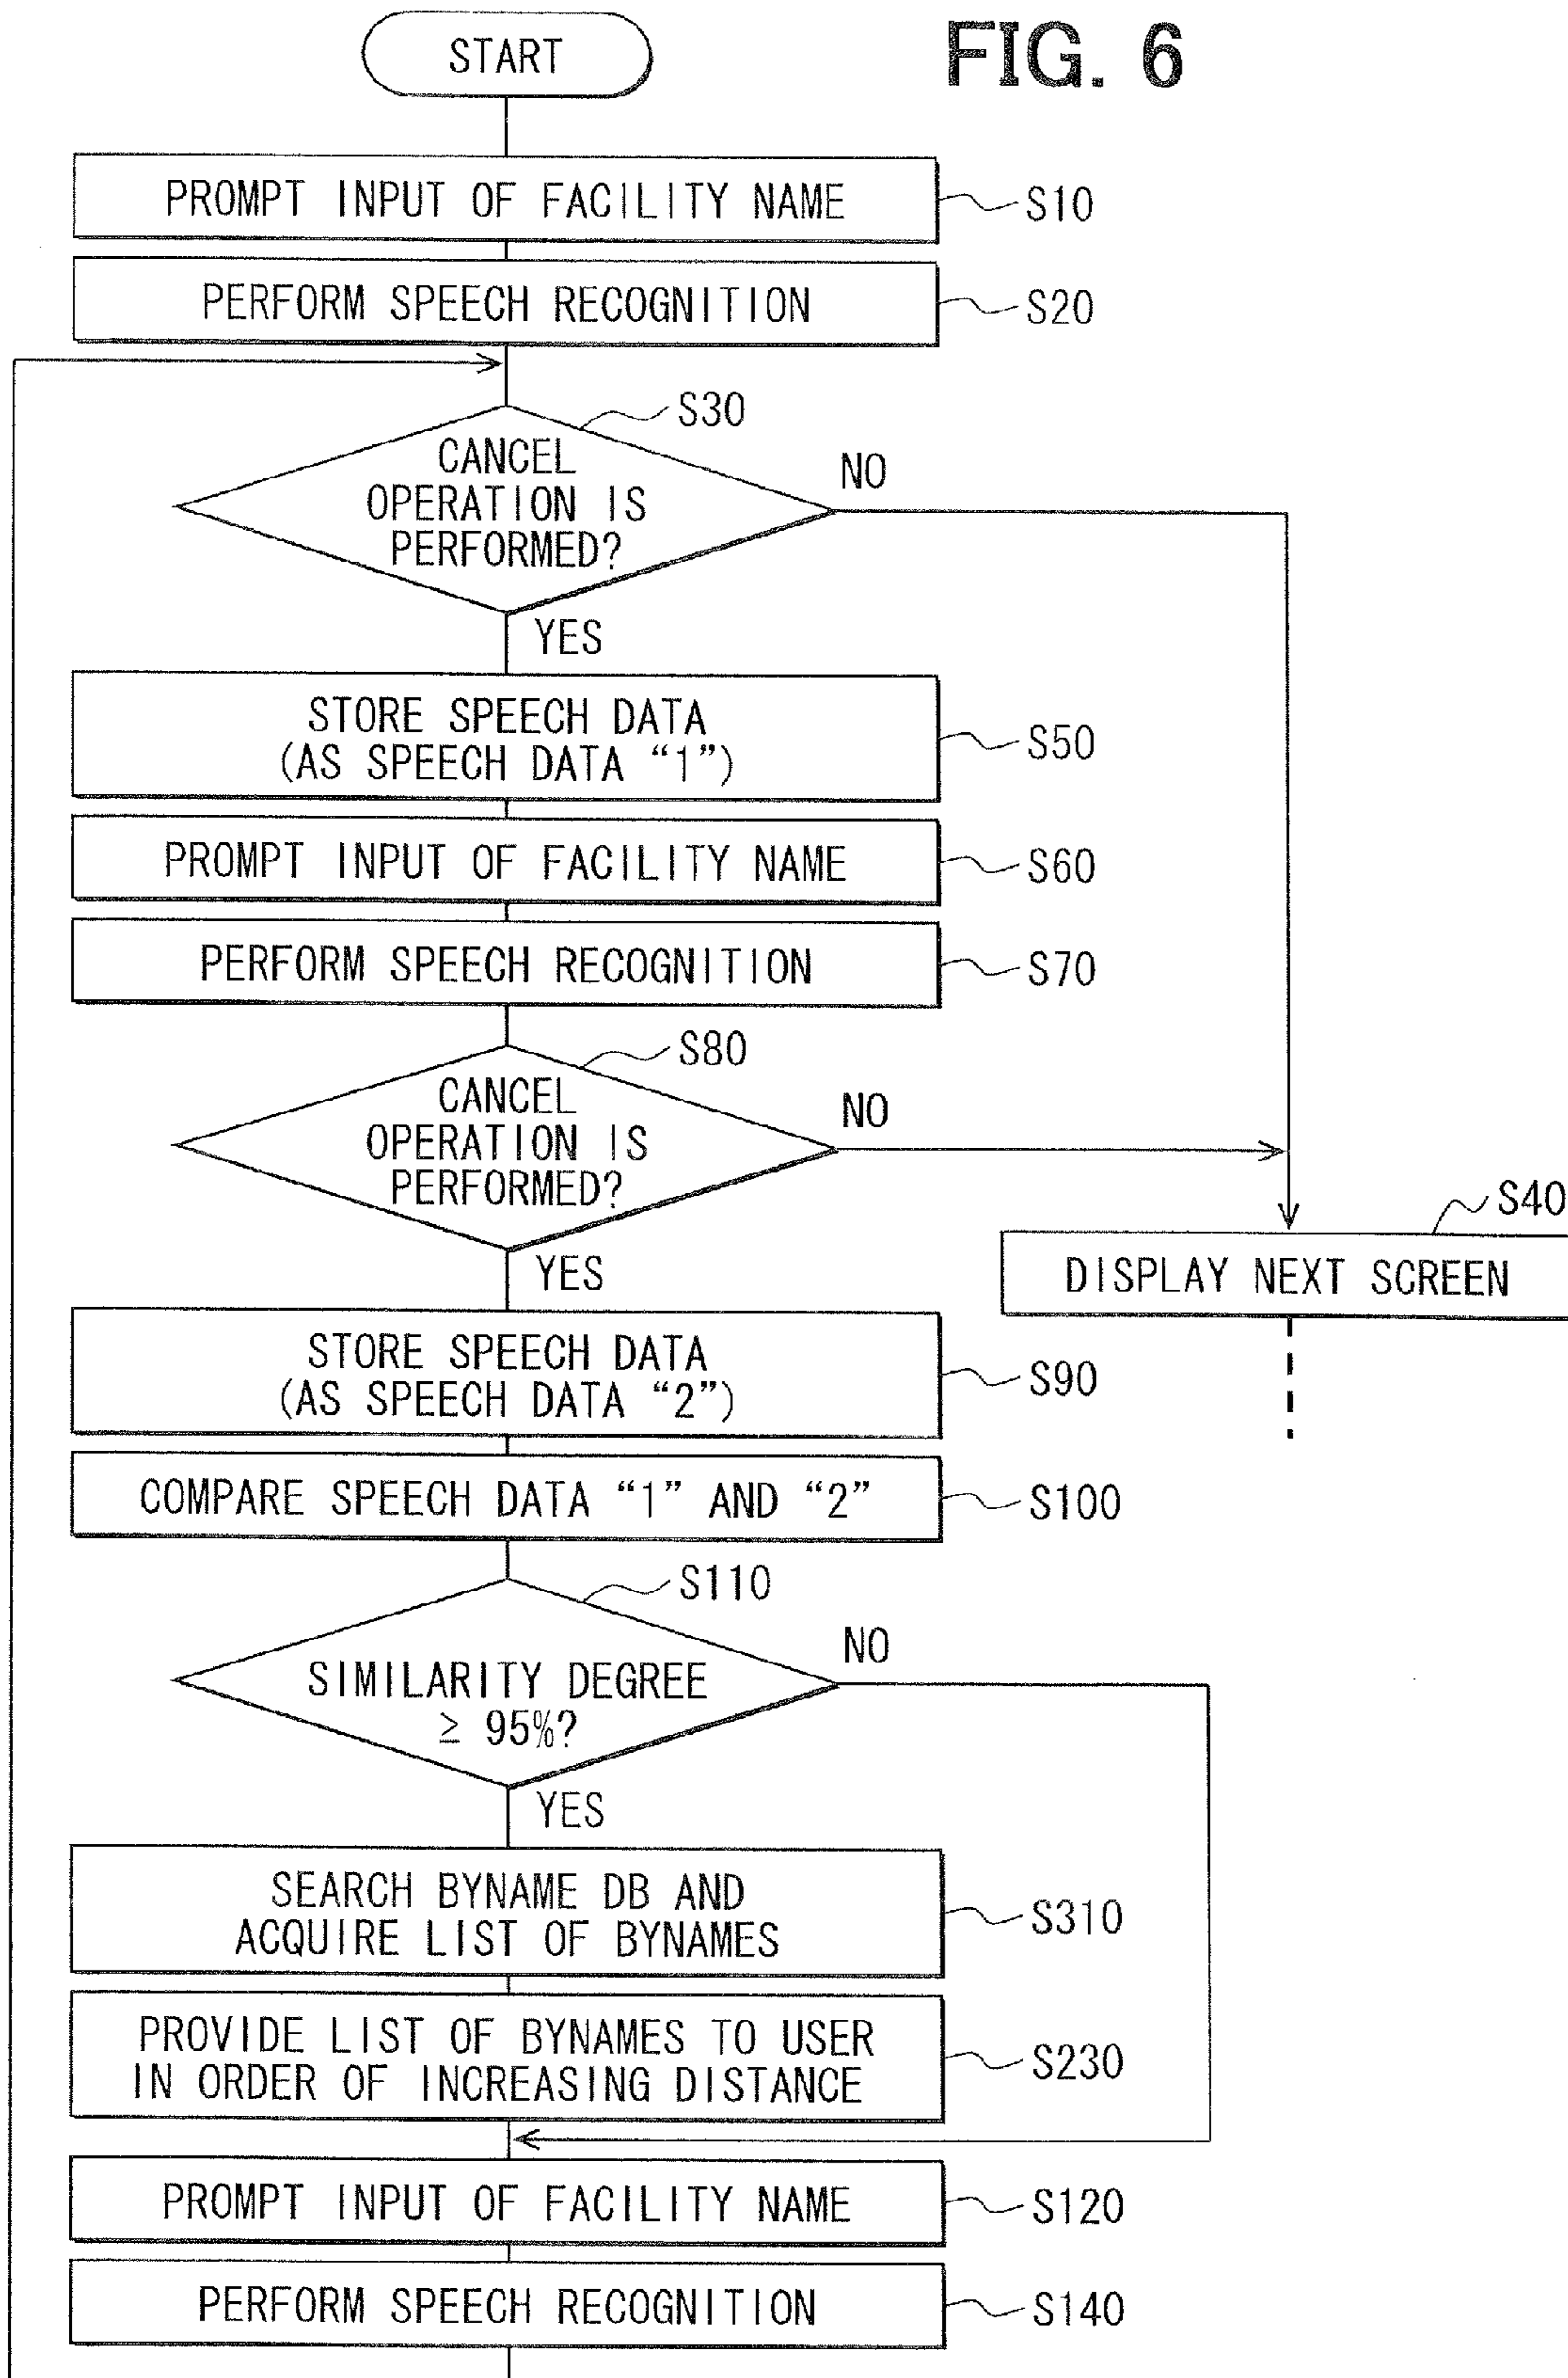 FIG. 6
START
PROMPT INPUT OF FACILITY NAME
S10
PERFORM SPEECH RECOGNITION
S20
S30
CANCEL
OPERATION IS
PERFORMED?
NO
YES
STORE SPEECH DATA
(AS SPEECH DATA “1”)
S50
PROMPT INPUT OF FACILITY NAME
S60
PERFORM SPEECH RECOGNITION
S70
S80
CANCEL
OPERATION IS
PERFORMED?
NO
YES
S40
DISPLAY NEXT SCREEN
STORE SPEECH DATA
(AS SPEECH DATA “2”)
S90
COMPARE SPEECH DATA “1” AND “2”
S100
S110
SIMILARITY DEGREE
≥ 95%?
NO
YES
SEARCH BYNAME DB AND
ACQUIRE LIST OF BYNAMES
S310
PROVIDE LIST OF BYNAMES TO USER
IN ORDER OF INCREASING DISTANCE
S230
PROMPT INPUT OF FACILITY NAME
S120
PERFORM SPEECH RECOGNITION
S140